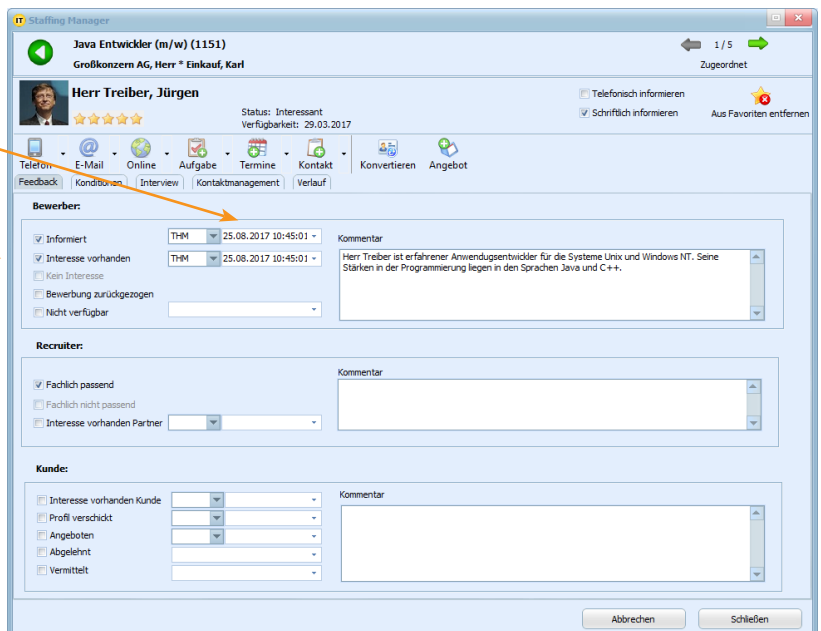 IT Staffing Manager
Java Entwickler (m/w) (1151)
1/5
Großkonzern AG, Herr * Einkauf, Karl
Zugeordnet
Herr Treiber, Jürgen
Telefonisch informieren
Status: Interessant
Schriftlich informieren
Aus Favoriten entfernen
Verfügbarkeit: 29.03.2017
Telefon E-Mail Online Aufgabe Termine Kontakt Konvertieren Angebot
Feedback Konditionen Interview Kontaktmanagement Verlauf
Bewerber:
Informiert THM 25.08.2017 10:45:01
Kommentar
Interesse vorhanden THM 25.08.2017 10:45:01
Herr Treiber ist erfahrener Anwendugsentwickler für die Systeme Unix und Windows NT. Seine
Stärken in der Programmierung liegen in den Sprachen Java und C++.
Kein Interesse
Bewerbung zurückgezogen
Nicht verfügbar
Recruiter:
Kommentar
Fachlich passend
Fachlich nicht passend
Interesse vorhanden Partner
Kunde:
Kommentar
Interesse vorhanden Kunde
Profil verschickt
Angeboten
Abgelehnt
Vermittelt
Abbrechen Schließen